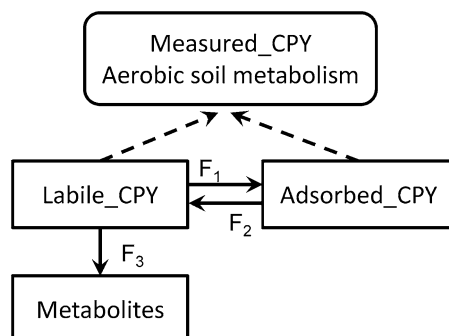 Measured_CPY
Aerobic soil metabolism
F₁
Labile_CPY
Adsorbed_CPY
F₂
F₃
Metabolites